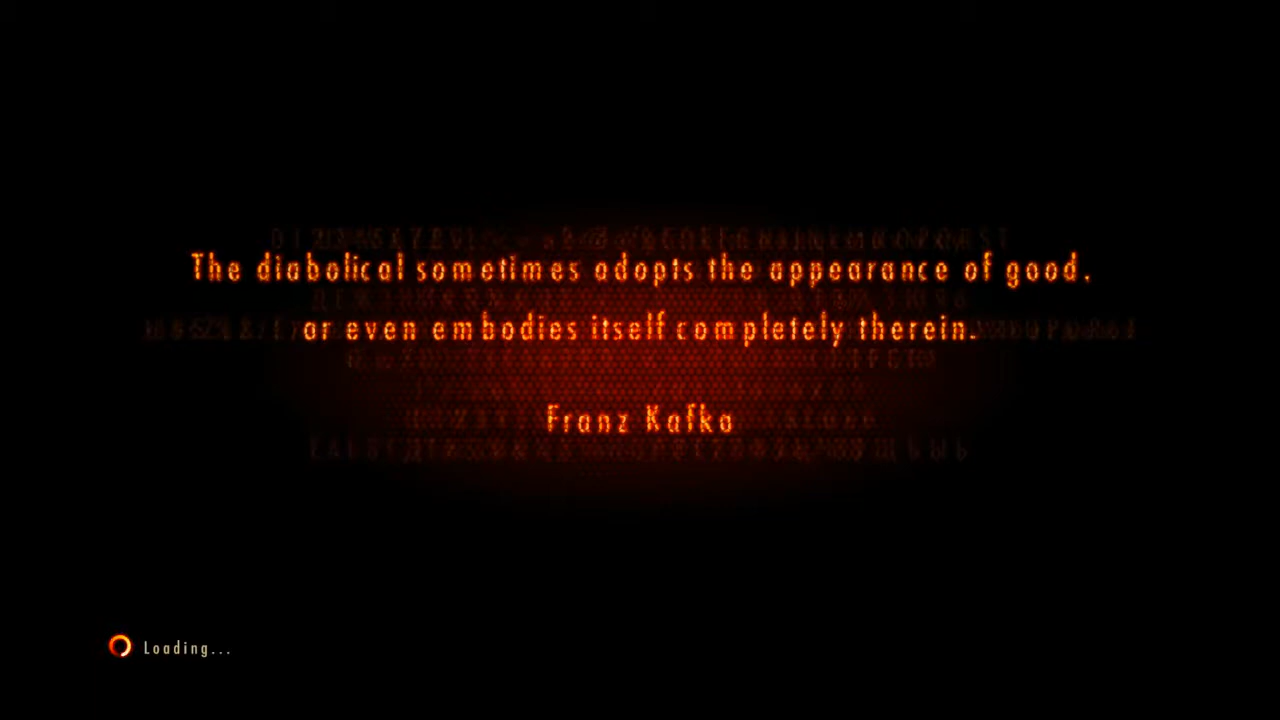 The diabolical sometimes adopts the appearance of good.
or even embodies itself completely therein.
Franz Kafka
Loading...